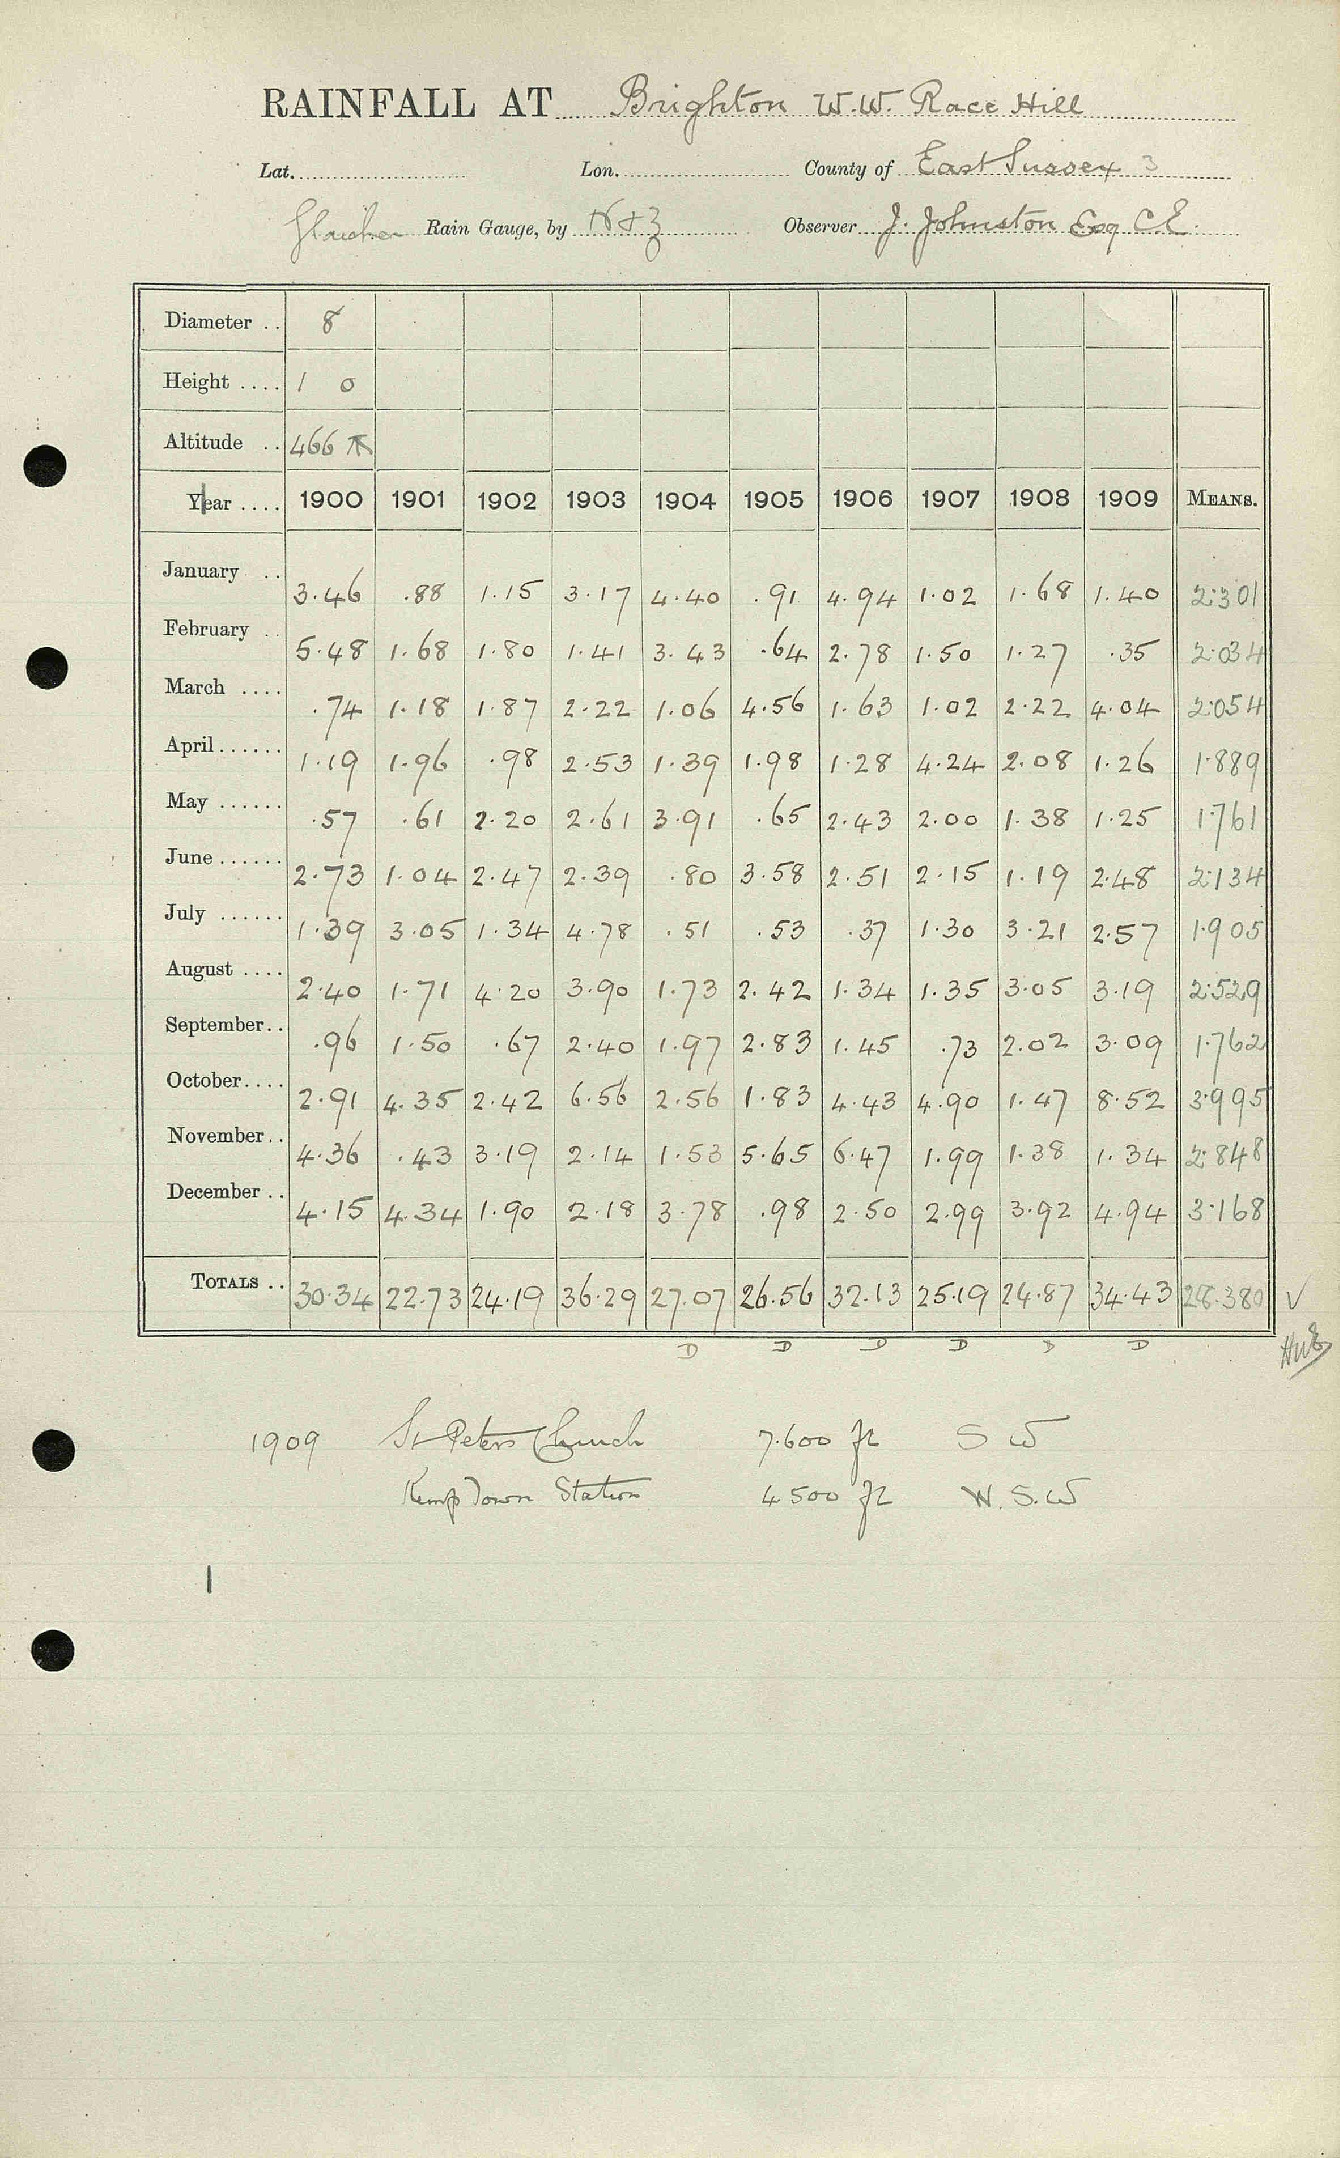 RAINFALL AT Brighton W.W. Race Hill
Lat. Lon. County of East Sussex 3
Rain Gauge, by N & Z Observer J. Johnston Esq C.E.
Diameter .. 8
Height .... 1 0
Altitude .. 466
Year .... 1900 1901 1902 1903 1904 1905 1906 1907 1908 1909 MEANS.
January .. 3.46 .88 1.15 3.17 4.40 .91 4.94 1.02 1.68 1.40 2.301
February .. 5.48 1.68 1.80 1.41 3.43 .64 2.78 1.50 1.27 .35 2.034
March .... .74 1.18 1.87 2.22 1.06 4.56 1.63 1.02 2.22 4.04 2.054
April ...... 1.19 1.96 .98 2.53 1.39 1.98 1.28 4.24 2.08 1.26 1.889
May ...... .57 .61 2.20 2.61 3.91 .65 2.43 2.00 1.38 1.25 1.761
June ...... 2.73 1.04 2.47 2.39 .80 3.58 2.51 2.15 1.19 2.48 2.134
July ...... 1.39 3.05 1.34 4.78 .51 .53 .37 1.30 3.21 2.57 1.905
August .... 2.40 1.71 4.20 3.90 1.73 2.42 1.34 1.35 3.05 3.19 2.529
September .. .96 1.50 .67 2.40 1.97 2.83 1.45 .73 2.02 3.09 1.762
October .... 2.91 4.35 2.42 6.56 2.56 1.83 4.43 4.90 1.47 8.52 3.995
November .. 4.36 .43 3.19 2.14 1.53 5.65 6.47 1.99 1.38 1.34 2.848
December .. 4.15 4.34 1.90 2.18 3.78 .98 2.50 2.99 3.92 4.94 3.168
TOTALS .. 30.34 22.73 24.19 36.29 27.07 26.56 32.13 25.19 24.87 34.43 28.380 ✓
D D D D D D
1909 St Peters Church 7.600 ft S W
Kemp Town Station 4500 ft W.S.W